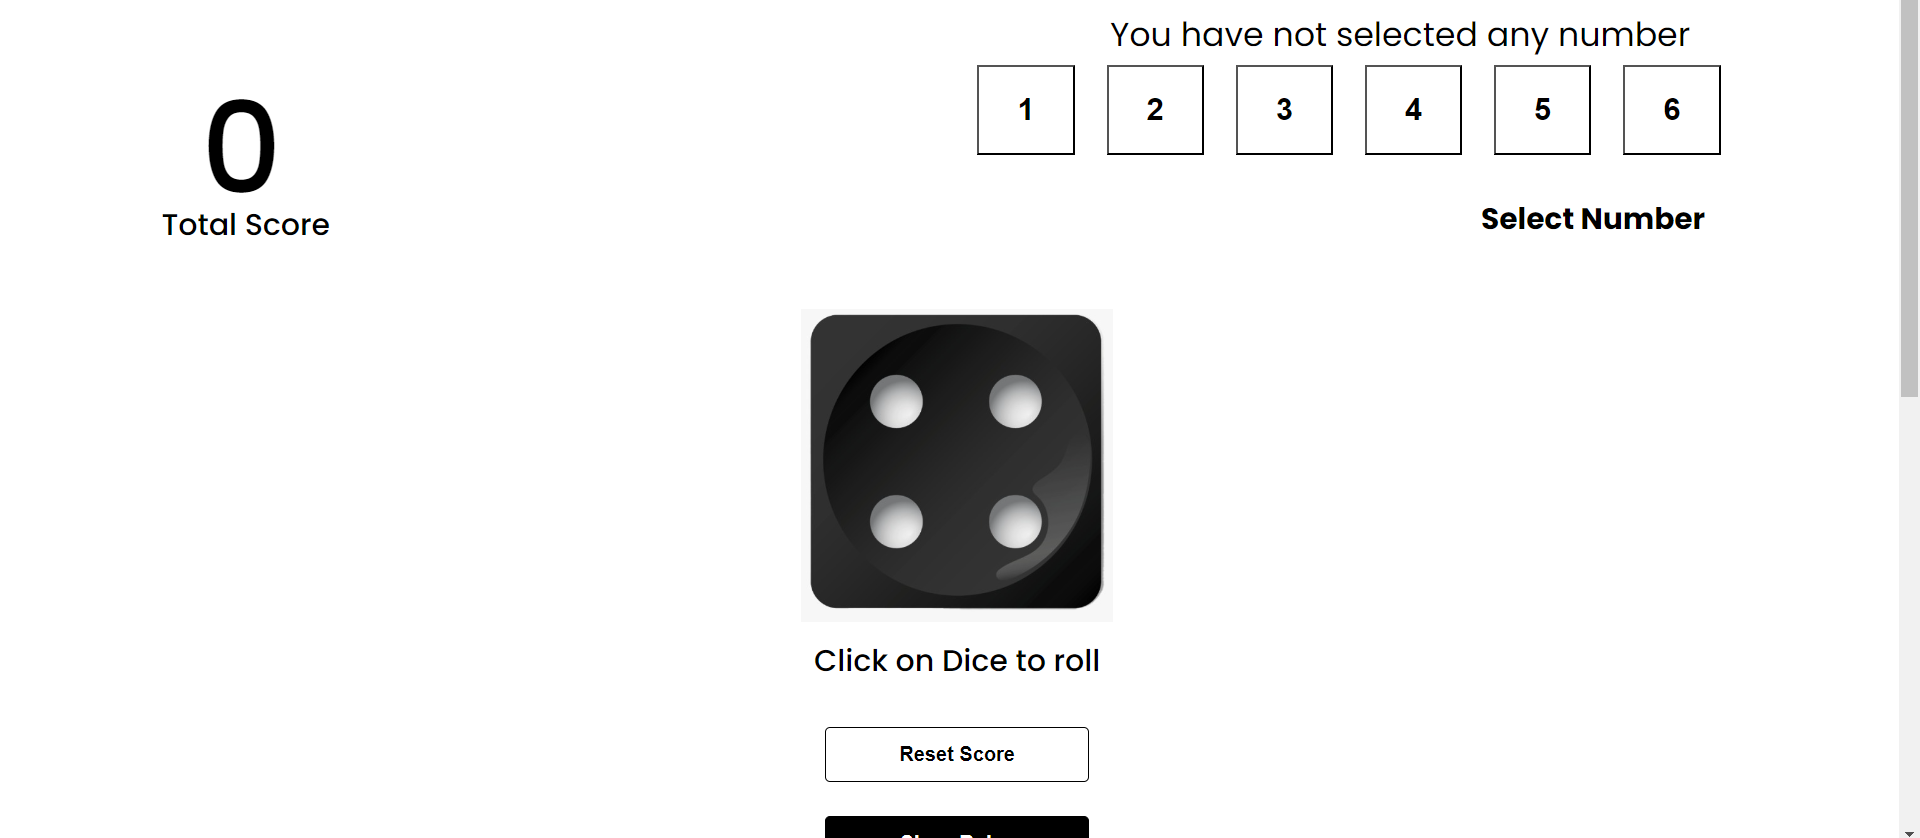 You have not selected any number
1 2 3 4 5 6
0
Total Score
Select Number
Click on Dice to roll
Reset Score